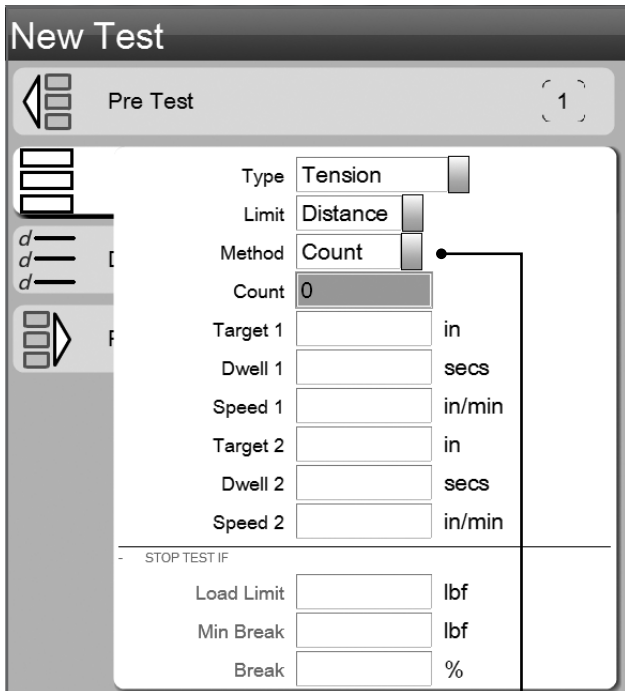 New Test
Pre Test 1
Type Tension
Limit Distance
d
Method Count
d
d
Count 0
Target 1 in
Dwell 1 secs
Speed 1 in/min
Target 2 in
Dwell 2 secs
Speed 2 in/min
- STOP TEST IF
Load Limit lbf
Min Break lbf
Break %